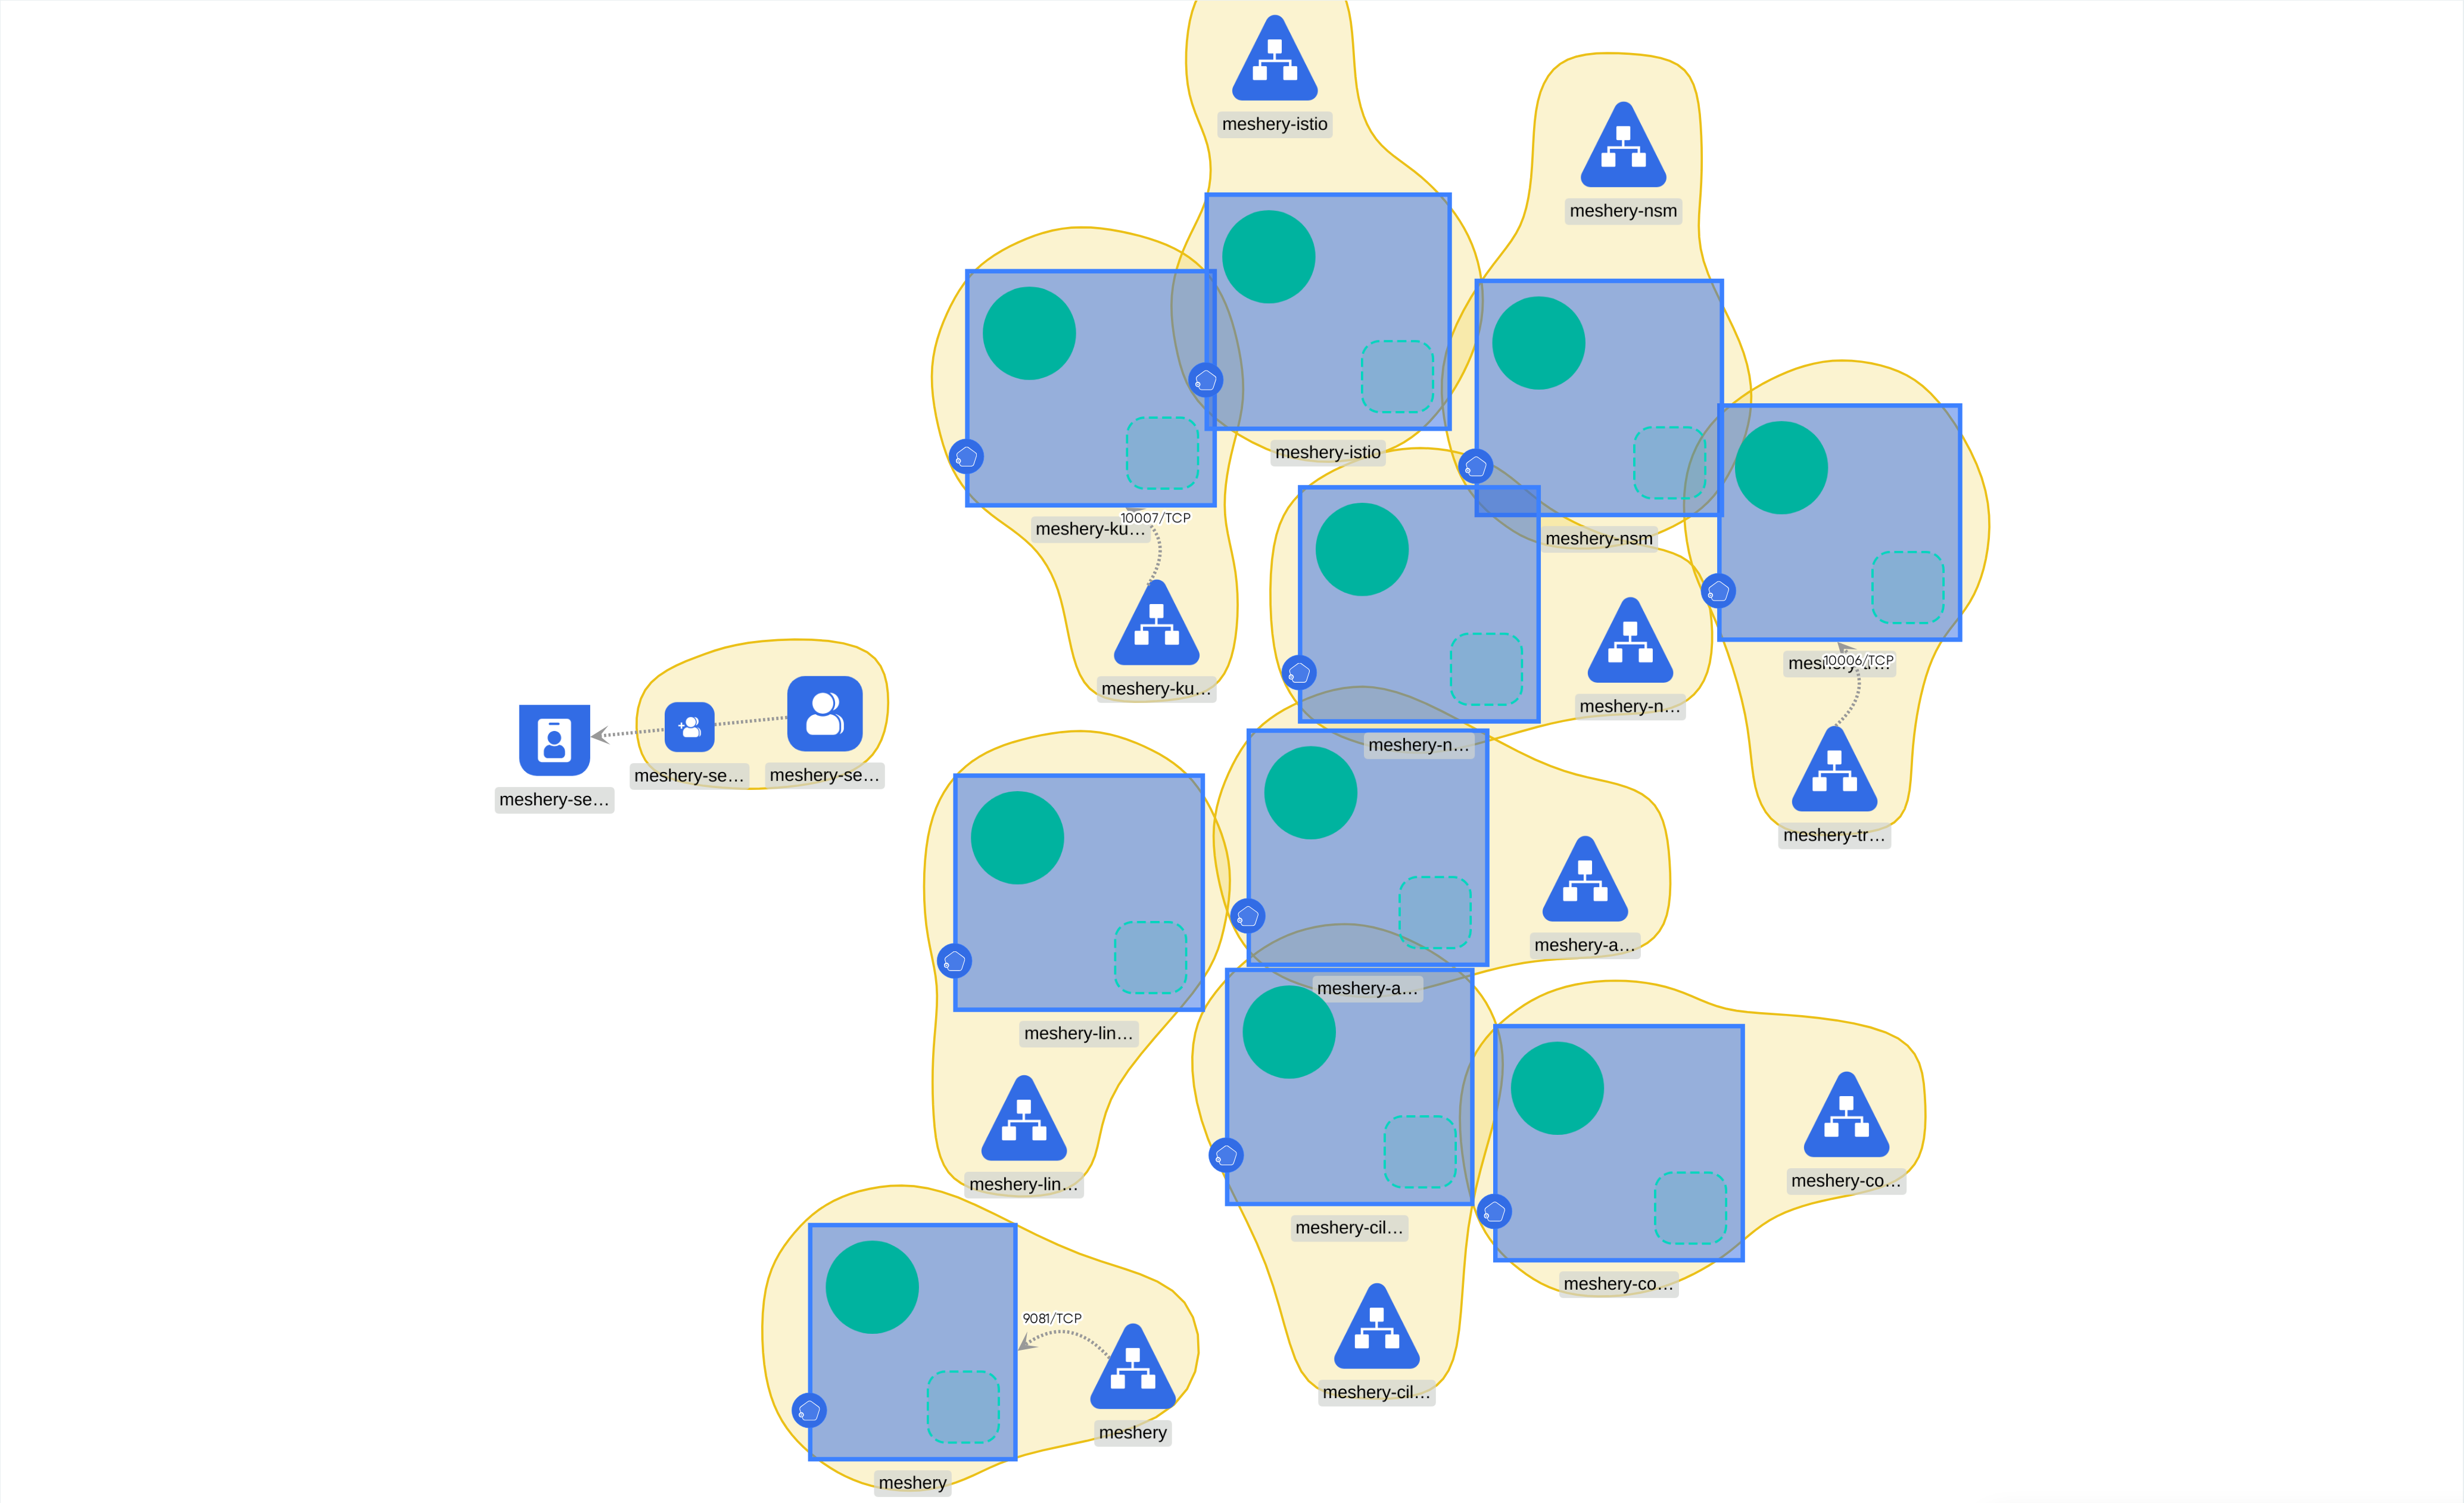 meshery-istio
meshery-nsm
meshery-istio
10007/TCP
meshery-ku…
meshery-nsm
meshery-ku…
meshery-n…
10006/TCP
meshery-n…
meshery-se…
meshery-se…
meshery-se…
meshery-tr…
meshery-a…
meshery-a…
meshery-lin…
meshery-co…
meshery-lin…
meshery-cil…
meshery-co…
9081/TCP
meshery-cil…
meshery
meshery